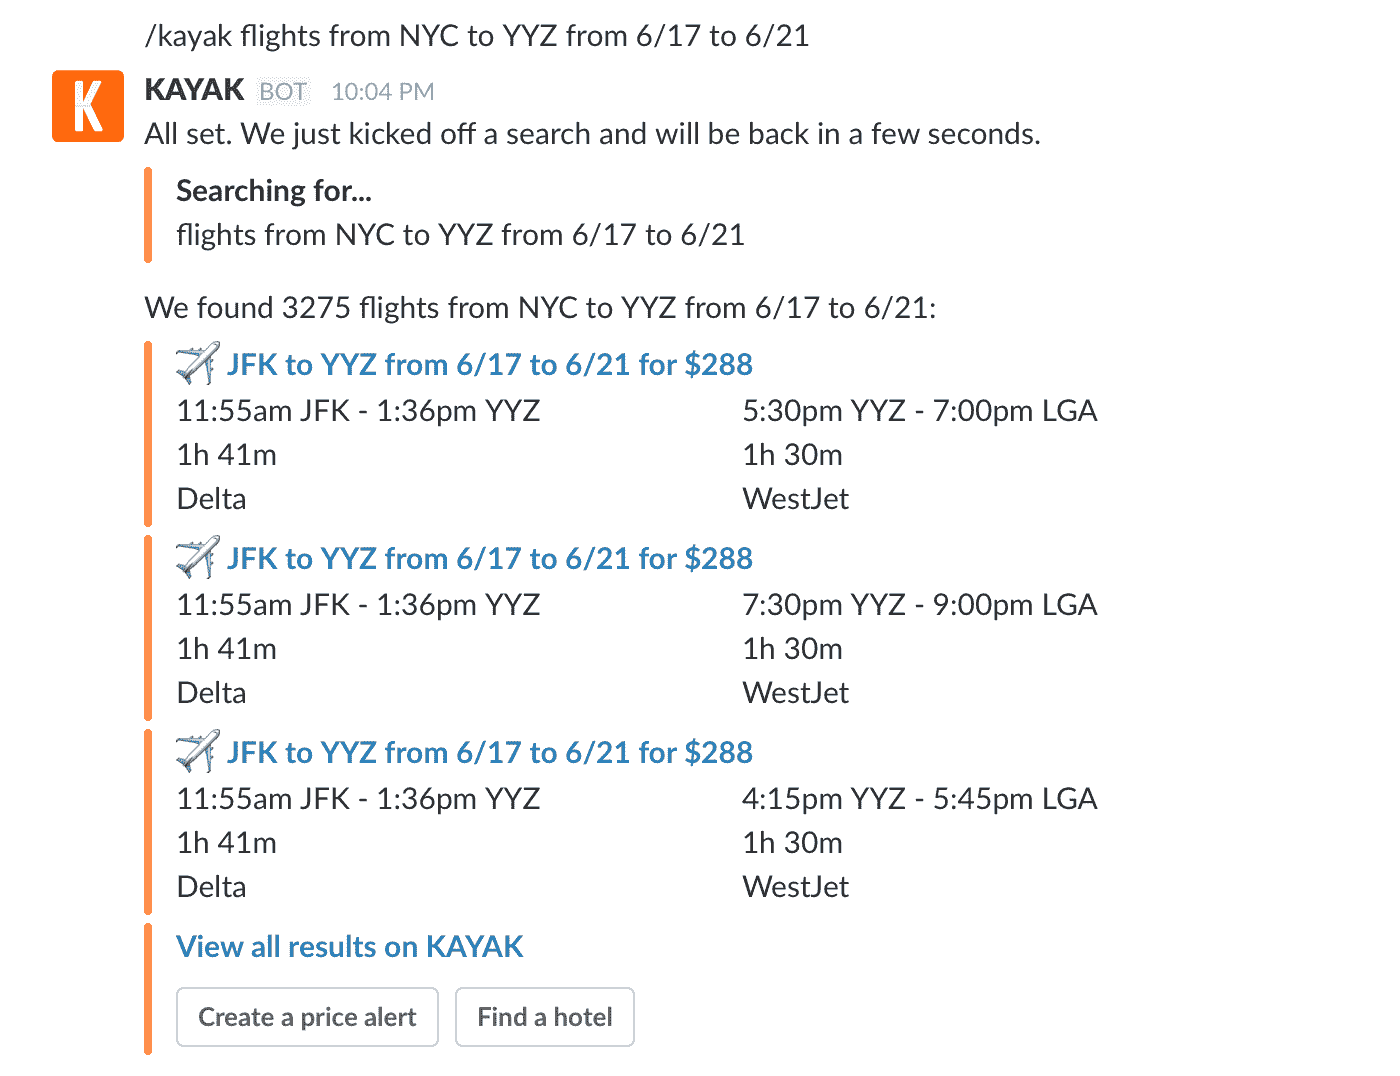 /kayak flights from NYC to YYZ from 6/17 to 6/21
K
KAYAK BOT 10:04 PM
All set. We just kicked off a search and will be back in a few seconds.
Searching for...
flights from NYC to YYZ from 6/17 to 6/21
We found 3275 flights from NYC to YYZ from 6/17 to 6/21:
JFK to YYZ from 6/17 to 6/21 for $288
11:55am JFK - 1:36pm YYZ 5:30pm YYZ - 7:00pm LGA
1h 41m 1h 30m
Delta WestJet
JFK to YYZ from 6/17 to 6/21 for $288
11:55am JFK - 1:36pm YYZ 7:30pm YYZ - 9:00pm LGA
1h 41m 1h 30m
Delta WestJet
JFK to YYZ from 6/17 to 6/21 for $288
11:55am JFK - 1:36pm YYZ 4:15pm YYZ - 5:45pm LGA
1h 41m 1h 30m
Delta WestJet
View all results on KAYAK
Create a price alert Find a hotel